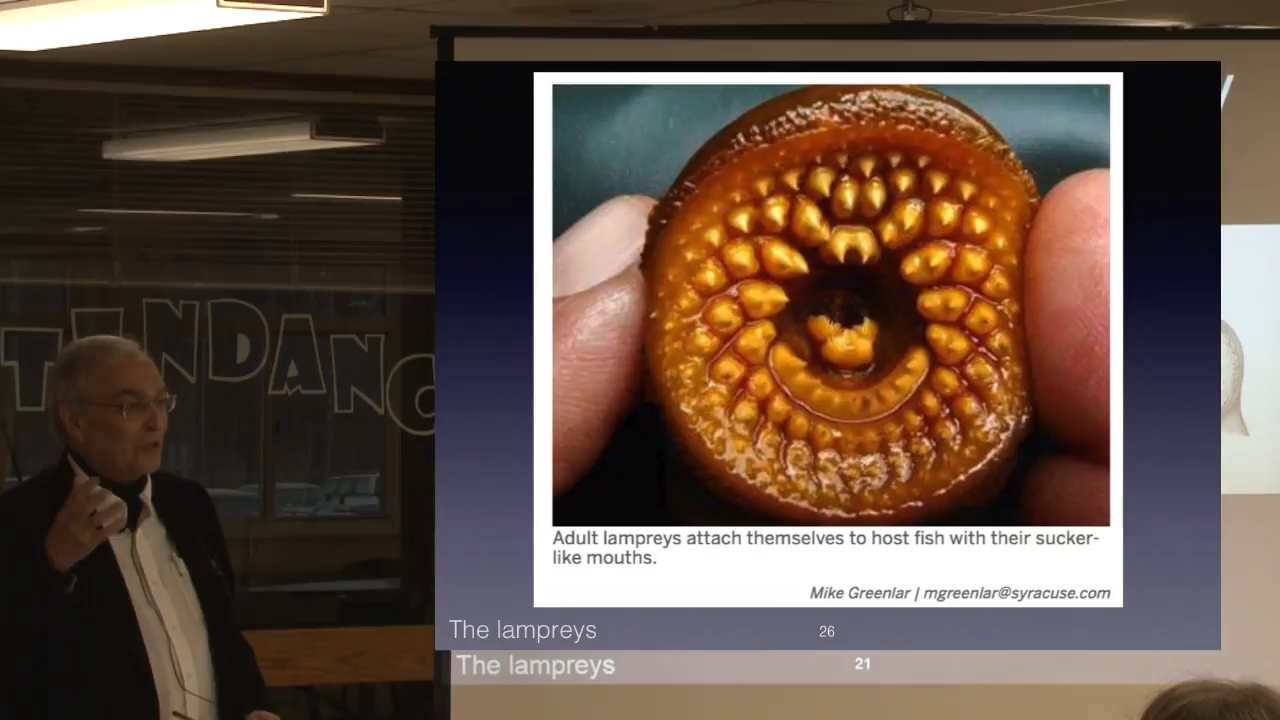 TENDANC
Adult lampreys attach themselves to host fish with their sucker-
like mouths.
Mike Greenlar | mgreenlar@syracuse.com
The lampreys 26
The lampreys 21